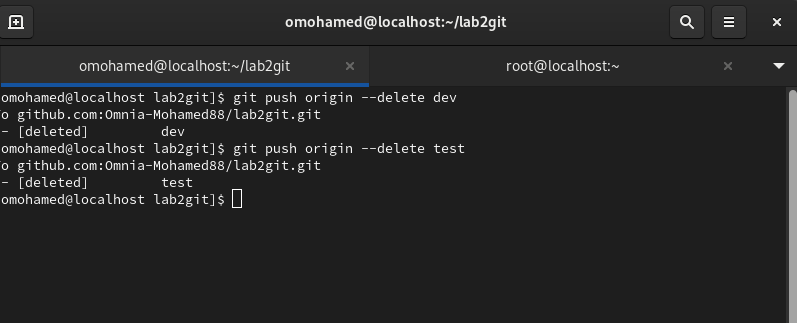 omohamed@localhost:~/lab2git
omohamed@localhost:~/lab2git
root@localhost:~
omohamed@localhost lab2git]$ git push origin --delete dev
o github.com:Omnia-Mohamed88/lab2git.git
- [deleted]         dev
omohamed@localhost lab2git]$ git push origin --delete test
o github.com:Omnia-Mohamed88/lab2git.git
- [deleted]         test
omohamed@localhost lab2git]$